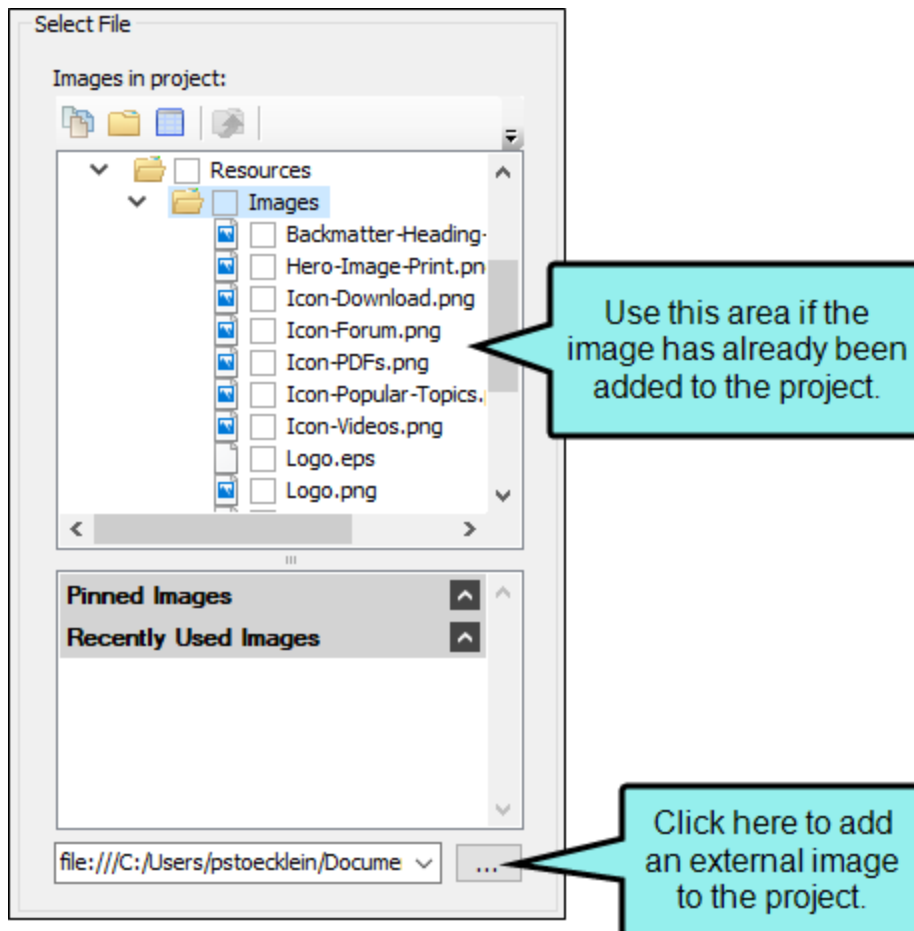 Select File
Images in project:
Resources
Images
Backmatter-Heading-
Hero-Image-Print.pn
Icon-Download.png
Icon-Forum.png
Icon-PDFs.png
Icon-Popular-Topics.
Icon-Videos.png
Logo.eps
Logo.png
Use this area if the
image has already been
added to the project.
Pinned Images
Recently Used Images
file:///C:/Users/pstoecklein/Docume
...
Click here to add
an external image
to the project.